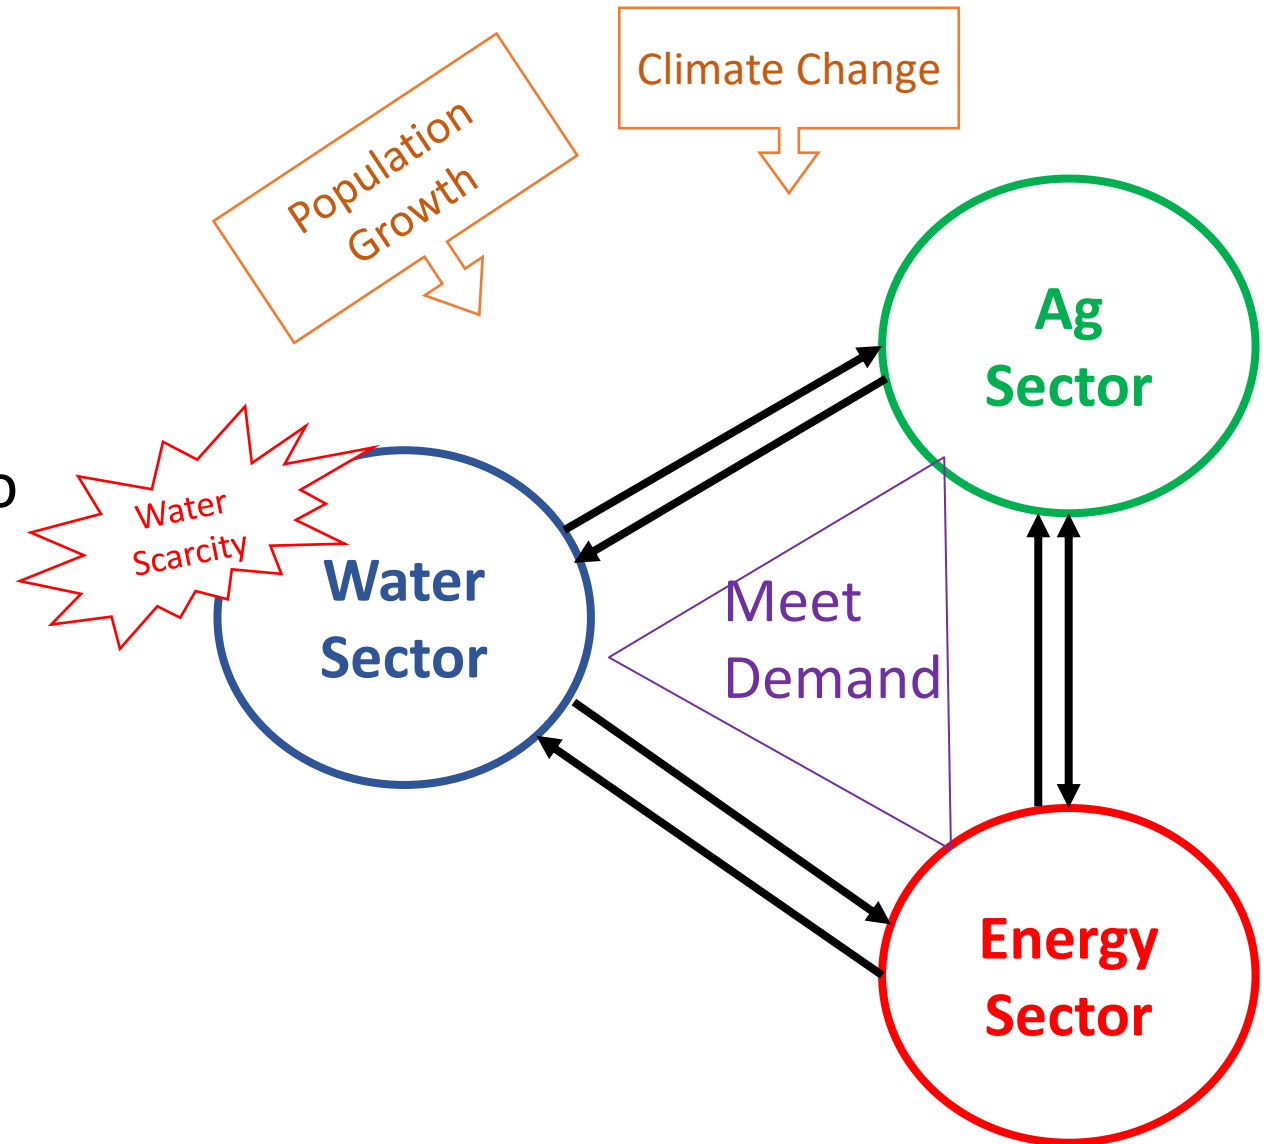 Climate Change
Population
Growth
Ag
Sector
o
Water
Scarcity
Water
Sector
Meet
Demand
Energy
Sector